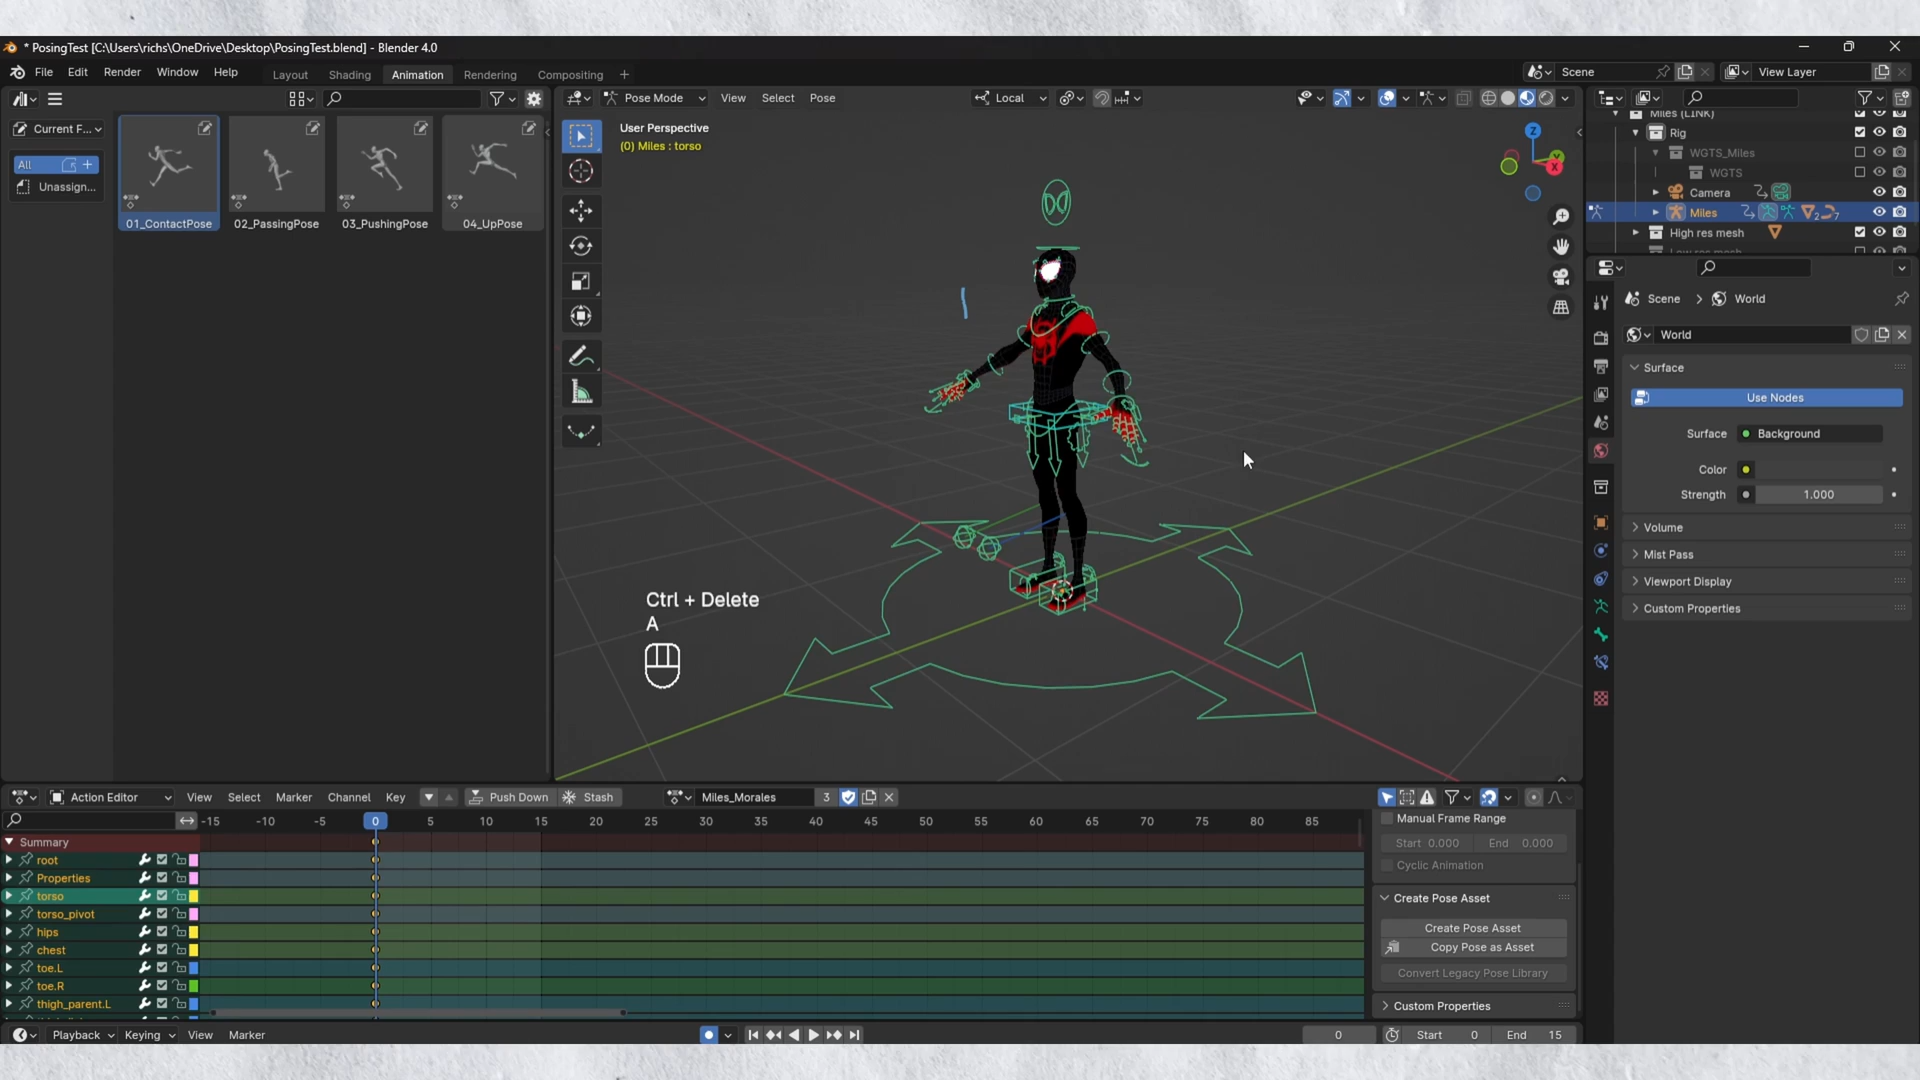 * PosingTest [C:\Users\richs\OneDrive\Desktop\PosingTest.blend] - Blender 4.0
File Edit Render Window Help Layout Shading Animation Rendering Compositing +
Scene View Layer
Current F...
All
Unassign...
01_ContactPose 02_PassingPose 03_PushingPose 04_UpPose
Pose Mode View Select Pose Local
User Perspective
(0) Miles : torso
Z
X
Ctrl + Delete
A
Miles (LINK)
Rig
WGTS_Miles
WGTS
Camera
Miles 2 7
High res mesh
Low res mesh
Scene > World
World
Surface
Use Nodes
Surface Background
Color
Strength 1.000
Volume
Mist Pass
Viewport Display
Custom Properties
Action Editor View Select Marker Channel Key Push Down Stash Miles_Morales 3
-15 -10 -5 0 5 10 15 20 25 30 35 40 45 50 55 60 65 70 75 80 85
Summary
root
Properties
torso
torso_pivot
hips
chest
toe.L
toe.R
thigh_parent.L
Manual Frame Range
Start 0.000 End 0.000
Cyclic Animation
Create Pose Asset
Create Pose Asset
Copy Pose as Asset
Convert Legacy Pose Library
Custom Properties
Playback Keying View Marker 0 Start 0 End 15